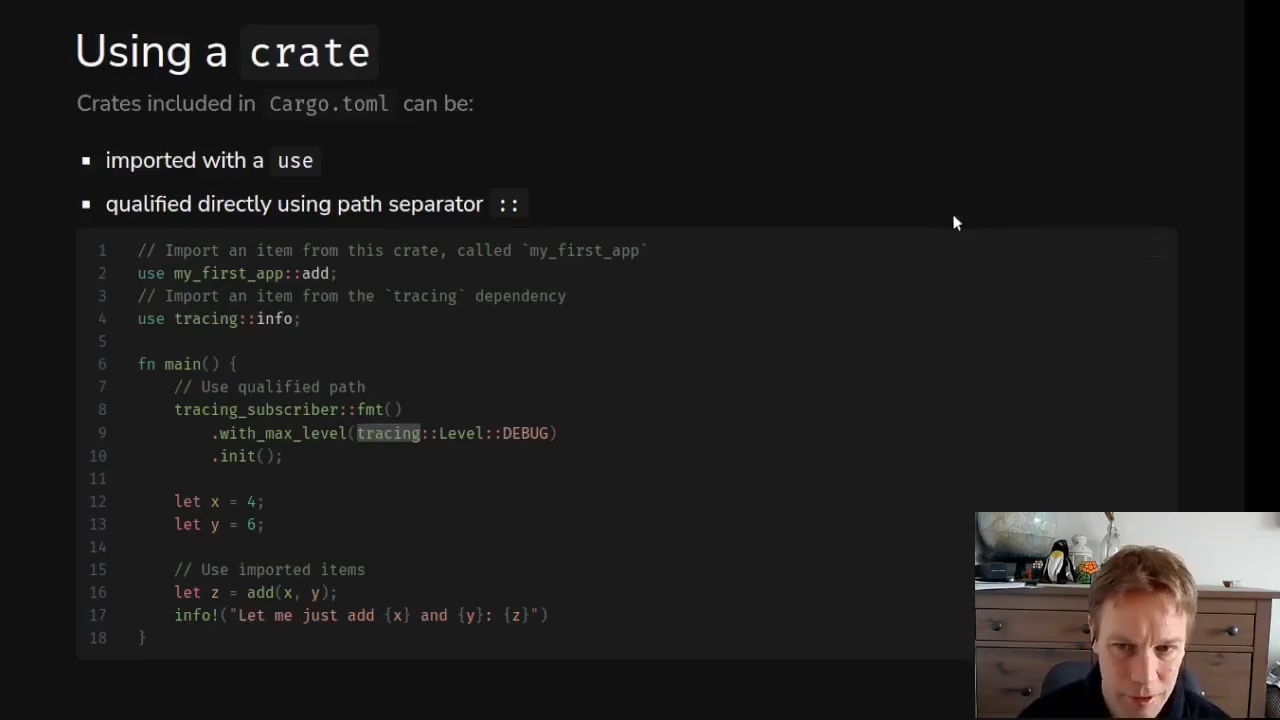 Using a crate
Crates included in Cargo.toml can be:
▪ imported with a use
▪ qualified directly using path separator ::
1 // Import an item from this crate, called `my_first_app`
2 use my_first_app::add;
3 // Import an item from the `tracing` dependency
4 use tracing::info;
5
6 fn main() {
7 // Use qualified path
8 tracing_subscriber::fmt()
9 .with_max_level(tracing::Level::DEBUG)
10 .init();
11
12 let x = 4;
13 let y = 6;
14
15 // Use imported items
16 let z = add(x, y);
17 info!("Let me just add {x} and {y}: {z}")
18 }